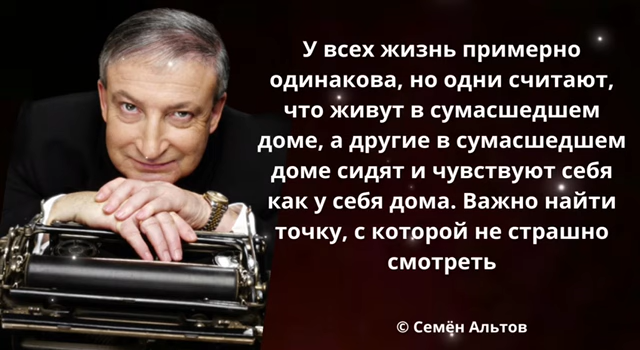 У всех жизнь примерно
одинакова, но одни считают,
что живут в сумасшедшем
доме, а другие в сумасшедшем
доме сидят и чувствуют себя
как у себя дома. Важно найти
точку, с которой не страшно
смотреть
© Семён Альтов